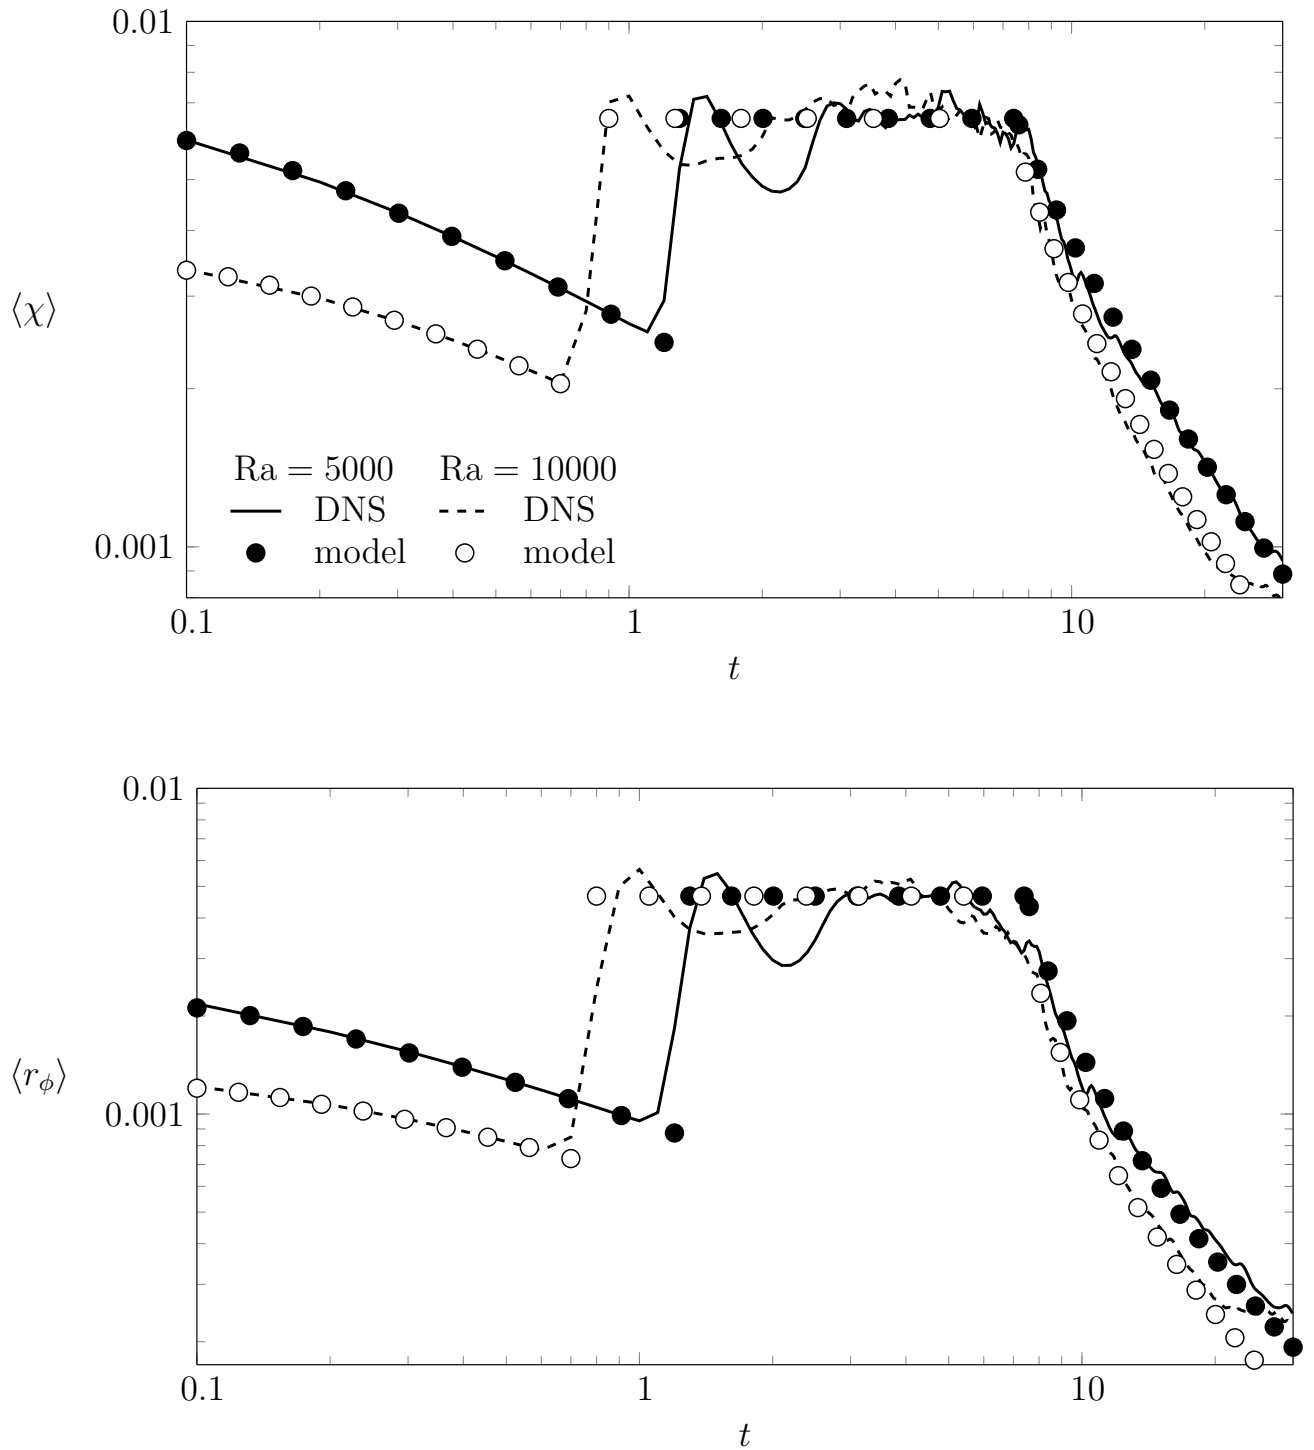 0.01
⟨χ⟩
Ra = 5000 Ra = 10000
DNS DNS
model model
0.001
0.1 1 10
t
0.01
⟨r_ϕ⟩
0.001
0.1 1 10
t